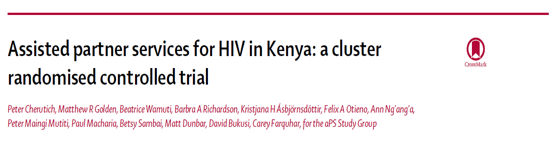 Assisted partner services for HIV in Kenya: a cluster
randomised controlled trial
CrossMark
Peter Cherutich, Matthew R Golden, Beatrice Wamuti, Barbra A Richardson, Kristjana H Ásbjörnsdóttir, Felix A Otieno, Ann Ng'ang'a,
Peter Maingi Mutiti, Paul Macharia, Betsy Sambai, Matt Dunbar, David Bukusi, Carey Farquhar, for the aPS Study Group